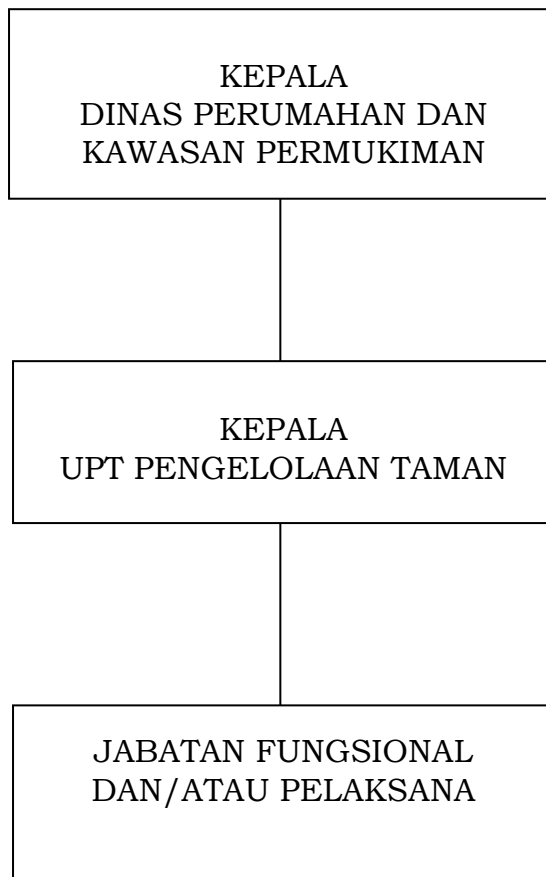 KEPALA
DINAS PERUMAHAN DAN
KAWASAN PERMUKIMAN
KEPALA
UPT PENGELOLAAN TAMAN
JABATAN FUNGSIONAL
DAN/ATAU PELAKSANA